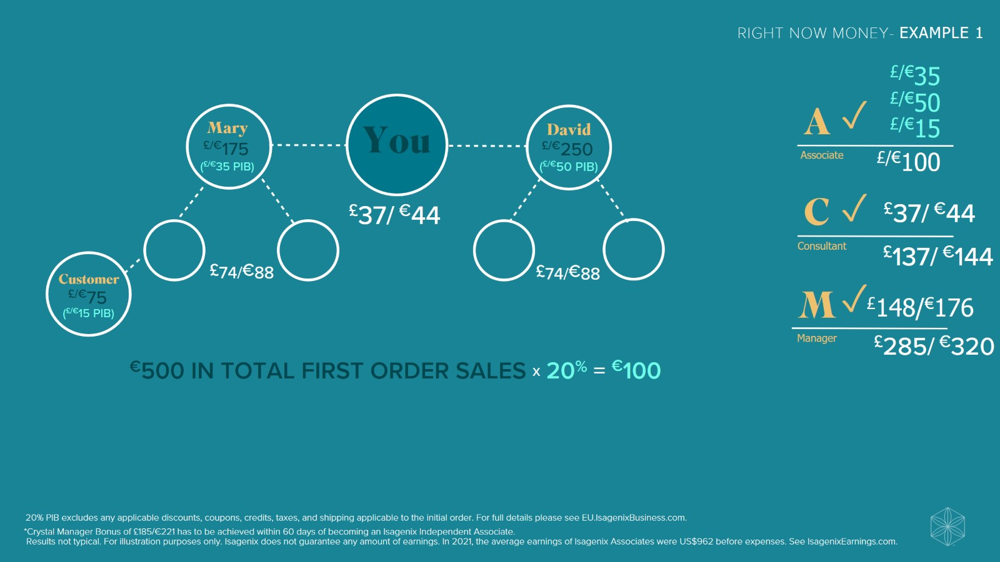 RIGHT NOW MONEY- EXAMPLE 1
Mary
£/€175
(£/€35 PIB)
You
£37/ €44
David
£/€250
(£/€50 PIB)
£74/€88
£74/€88
Customer
£/€75
(£/€15 PIB)
€500 IN TOTAL FIRST ORDER SALES x 20% = €100
£/€35
£/€50
£/€15
A ✓
Associate
£/€100
C ✓ £37/ €44
Consultant
£137/ €144
M ✓ £148/€176
Manager
£285/ €320
20% PIB excludes any applicable discounts, coupons, credits, taxes, and shipping applicable to the initial order. For full details please see EU.IsagenixBusiness.com.
*Crystal Manager Bonus of £185/€221 has to be achieved within 60 days of becoming an Isagenix Independent Associate.
Results not typical. For illustration purposes only. Isagenix does not guarantee any amount of earnings. In 2021, the average earnings of Isagenix Associates were US$962 before expenses. See IsagenixEarnings.com.